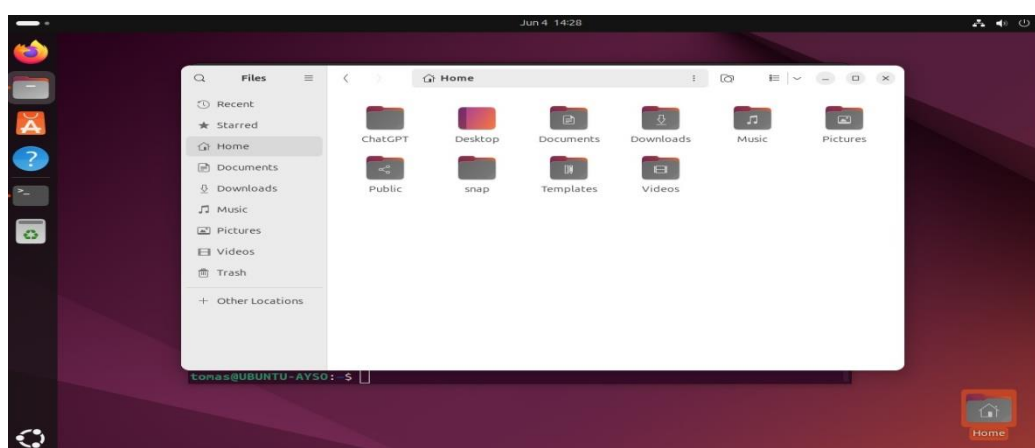 Jun 4 14:28
Files
Home
Recent
Starred
Home
Documents
Downloads
Music
Pictures
Videos
Trash
+ Other Locations
ChatGPT Desktop Documents Downloads Music Pictures
Public snap Templates Videos
tomas@UBUNTU-AYSO:~$
Home